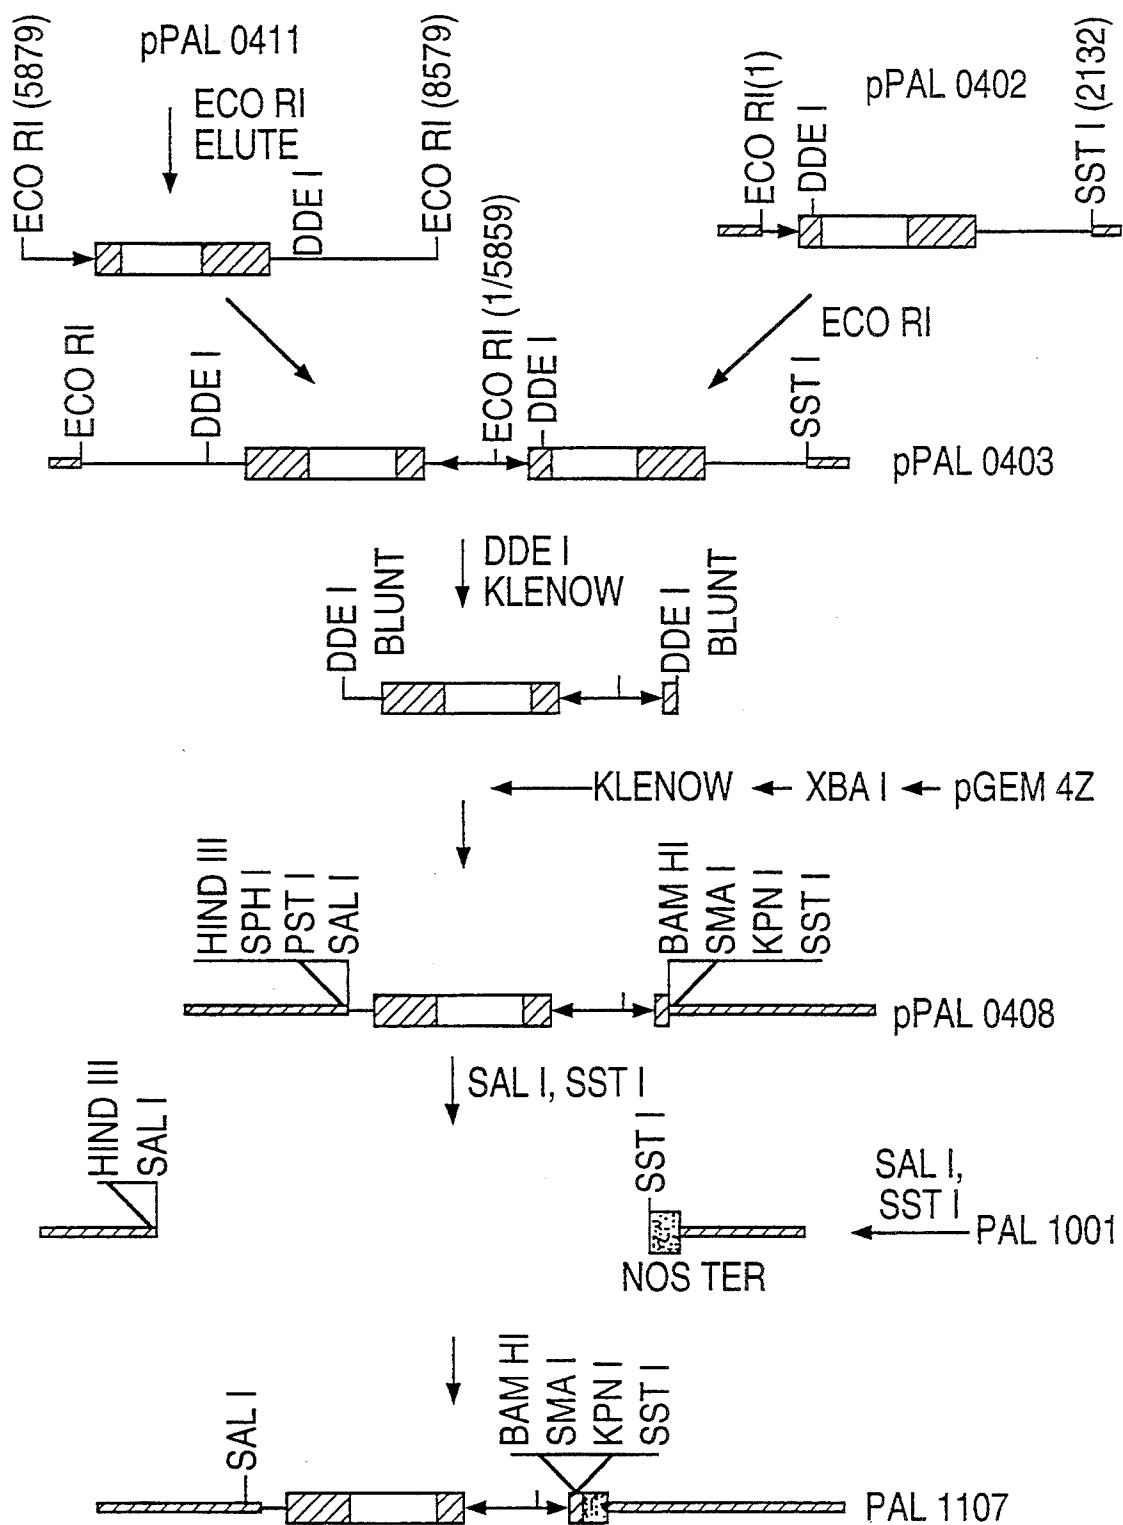 pPAL 0411
ECO RI (5879)
ECO RI
ELUTE
DDE I
ECO RI (8579)
pPAL 0402
ECO RI(1)
DDE I
SST I (2132)
ECO RI
ECO RI
DDE I
ECO RI (1/5859)
DDE I
SST I
pPAL 0403
DDE I
KLENOW
DDE I
BLUNT
DDE I
BLUNT
KLENOW
XBA I
pGEM 4Z
HIND III
SPH I
PST I
SAL I
BAM HI
SMA I
KPN I
SST I
pPAL 0408
SAL I, SST I
HIND III
SAL I
SST I
NOS TER
SAL I,
SST I
PAL 1001
SAL I
BAM HI
SMA I
KPN I
SST I
PAL 1107